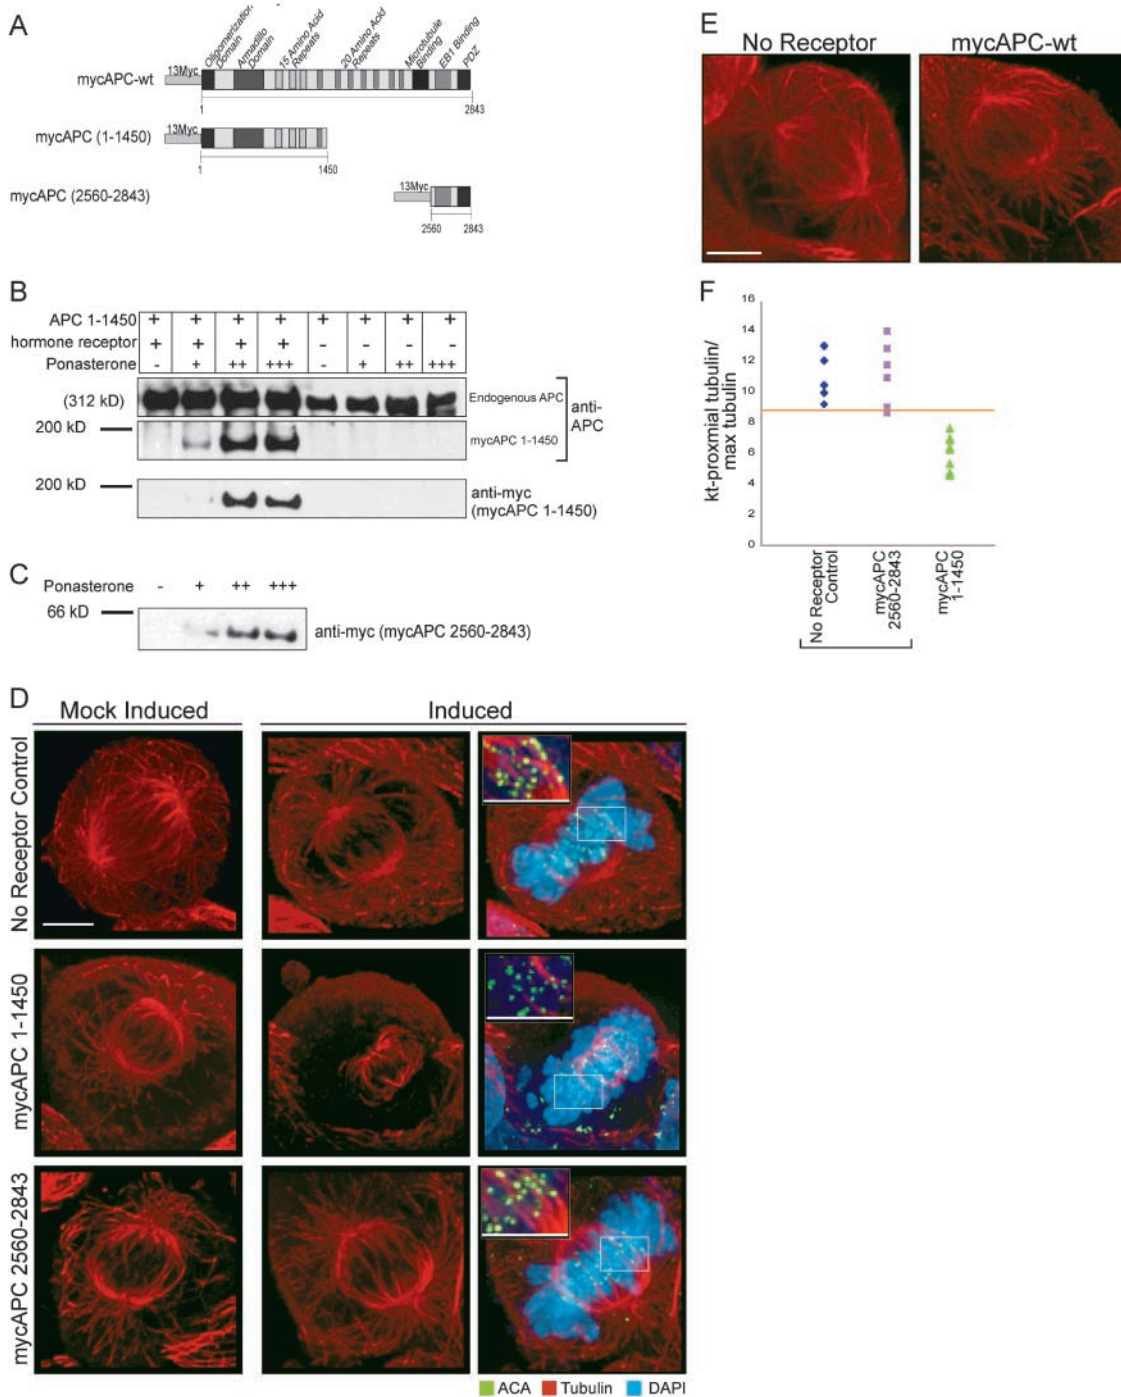 A
Oligomerization
Domain
Armadillo
Domain
15 Amino Acid
Repeats
20 Amino Acid
Repeats
Microtubule
Binding
EB1 Binding
PDZ
mycAPC-wt
13Myc
1
2843
mycAPC (1-1450)
13Myc
1
1450
mycAPC (2560-2843)
13Myc
2560
2843
B
APC 1-1450 + + + + + + + +
hormone receptor + + + + - - - -
Ponasterone - + ++ +++ - + ++ +++
(312 kD)
Endogenous APC
200 kD
mycAPC 1-1450
anti-
APC
200 kD
anti-myc
(mycAPC 1-1450)
C
Ponasterone - + ++ +++
66 kD
anti-myc (mycAPC 2560-2843)
D
Mock Induced
Induced
No Receptor Control
mycAPC 1-1450
mycAPC 2560-2843
ACA Tubulin DAPI
E
No Receptor
mycAPC-wt
F
kt-proxmial tubulin/
max tubulin
16
14
12
10
8
6
4
2
0
No Receptor
Control
mycAPC
2560-2843
mycAPC
1-1450